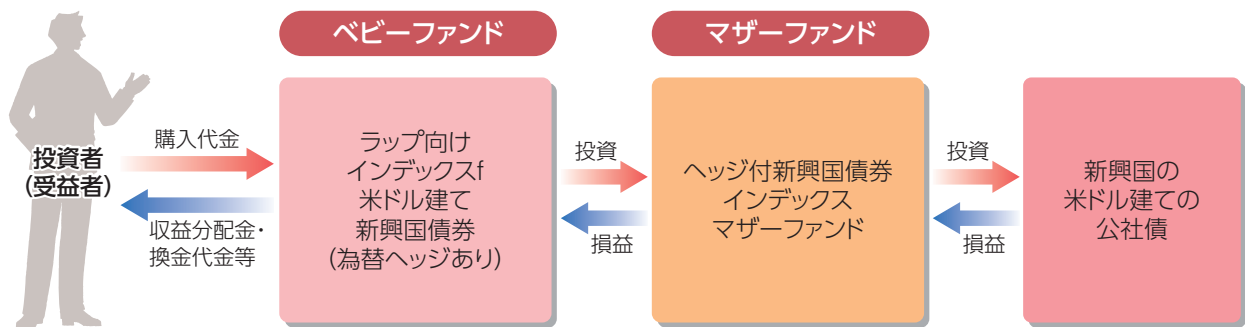 ベビーファンド
マザーファンド
投資者
(受益者)
購入代金
収益分配金・
換金代金等
ラップ向け
インデックスf
米ドル建て
新興国債券
(為替ヘッジあり)
投資
損益
ヘッジ付新興国債券
インデックス
マザーファンド
投資
損益
新興国の
米ドル建ての
公社債